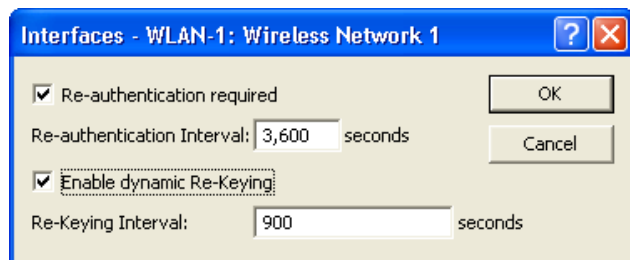 Interfaces - WLAN-1: Wireless Network 1
Re-authentication required
OK
Re-authentication Interval: 3,600 seconds
Cancel
Enable dynamic Re-Keying
Re-Keying Interval: 900 seconds